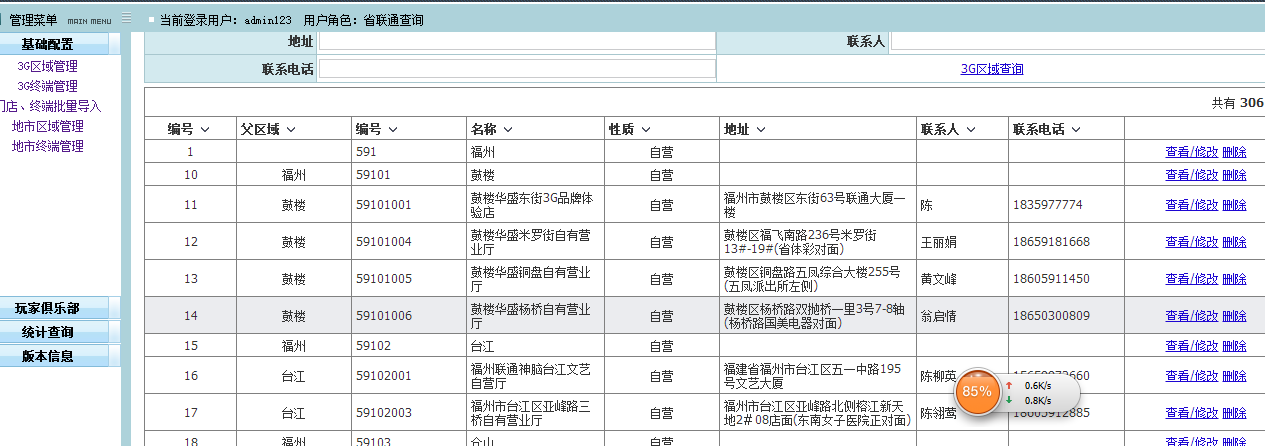 管理菜单 MAIN MENU 当前登录用户：admin123 用户角色：省联通查询
基础配置
3G区域管理
3G终端管理
门店、终端批量导入
地市区域管理
地市终端管理
玩家俱乐部
统计查询
版本信息
地址 联系人
联系电话 3G区域查询
共有 306
编号 父区域 编号 名称 性质 地址 联系人 联系电话
1 591 福州 自营 查看/修改 删除
10 福州 59101 鼓楼 自营 查看/修改 删除
11 鼓楼 59101001 鼓楼华盛东街3G品牌体 自营 福州市鼓楼区东街63号联通大厦一 陈 1835977774 查看/修改 删除
验店 楼
12 鼓楼 59101004 鼓楼华盛米罗街自有营 自营 鼓楼区福飞南路236号米罗街 王丽娟 18659181668 查看/修改 删除
业厅 13#-19#(省体彩对面)
13 鼓楼 59101005 鼓楼华盛铜盘自有营业 自营 鼓楼区铜盘路五凤综合大楼255号 黄文峰 18605911450 查看/修改 删除
厅 (五凤派出所左侧)
14 鼓楼 59101006 鼓楼华盛杨桥自有营业 自营 鼓楼区杨桥路双抛桥一里3号7-8轴 翁启情 18650300809 查看/修改 删除
厅 (杨桥路国美电器对面)
15 福州 59102 台江 自营 查看/修改 删除
16 台江 59102001 福州联通神脑台江文艺 自营 福建省福州市台江区五一中路195 陈柳英 查看/修改 删除
自营厅 号文艺大厦
17 台江 59102003 福州市台江区亚峰路三 自营 福州市台江区亚峰路北侧榕江新天 陈翎莺 18605912885 查看/修改 删除
桥自有营业厅 地2# 08店面(东南女子医院正对面)
18 福州 59103 仓山 自营 查看/修改 删除
85% 0.6K/s
0.8K/s